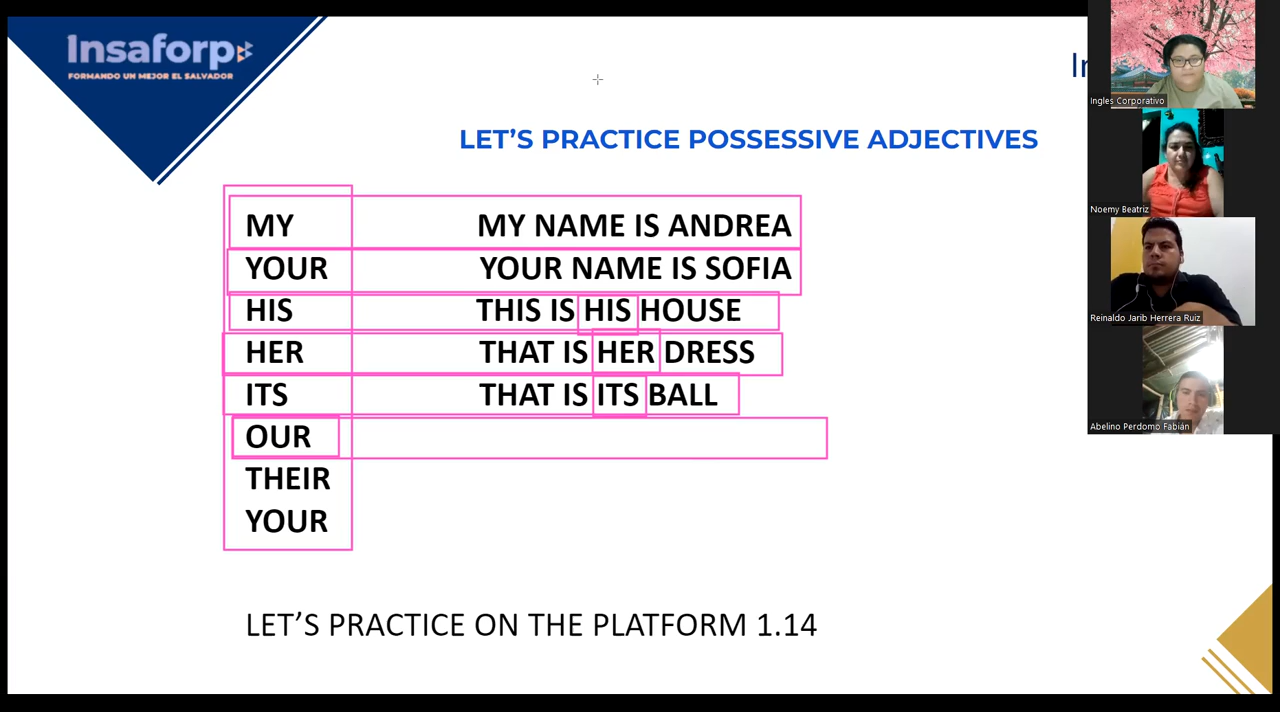 Insaforp
FORMANDO UN MEJOR EL SALVADOR
LET'S PRACTICE POSSESSIVE ADJECTIVES
MY MY NAME IS ANDREA
YOUR YOUR NAME IS SOFIA
HIS THIS IS HIS HOUSE
HER THAT IS HER DRESS
ITS THAT IS ITS BALL
OUR
THEIR
YOUR
LET'S PRACTICE ON THE PLATFORM 1.14
Ingles Corporativo
Noemy Beatriz
Reinaldo Jarib Herrera Ruiz
Abelino Perdomo Fabián